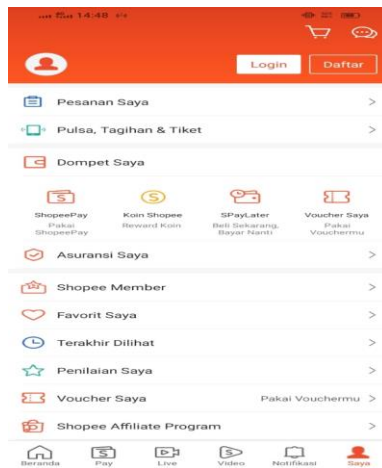 14:48
Login Daftar
Pesanan Saya
Pulsa, Tagihan & Tiket
Dompet Saya
ShopeePay Koin Shopee SPayLater Voucher Saya
Pakai Reward Koin Beli Sekarang, Pakai
ShopeePay Bayar Nanti Vouchermu
Asuransi Saya
Shopee Member
Favorit Saya
Terakhir Dilihat
Penilaian Saya
Voucher Saya Pakai Vouchermu
Shopee Affiliate Program
Beranda Pay Live Video Notifikasi Saya